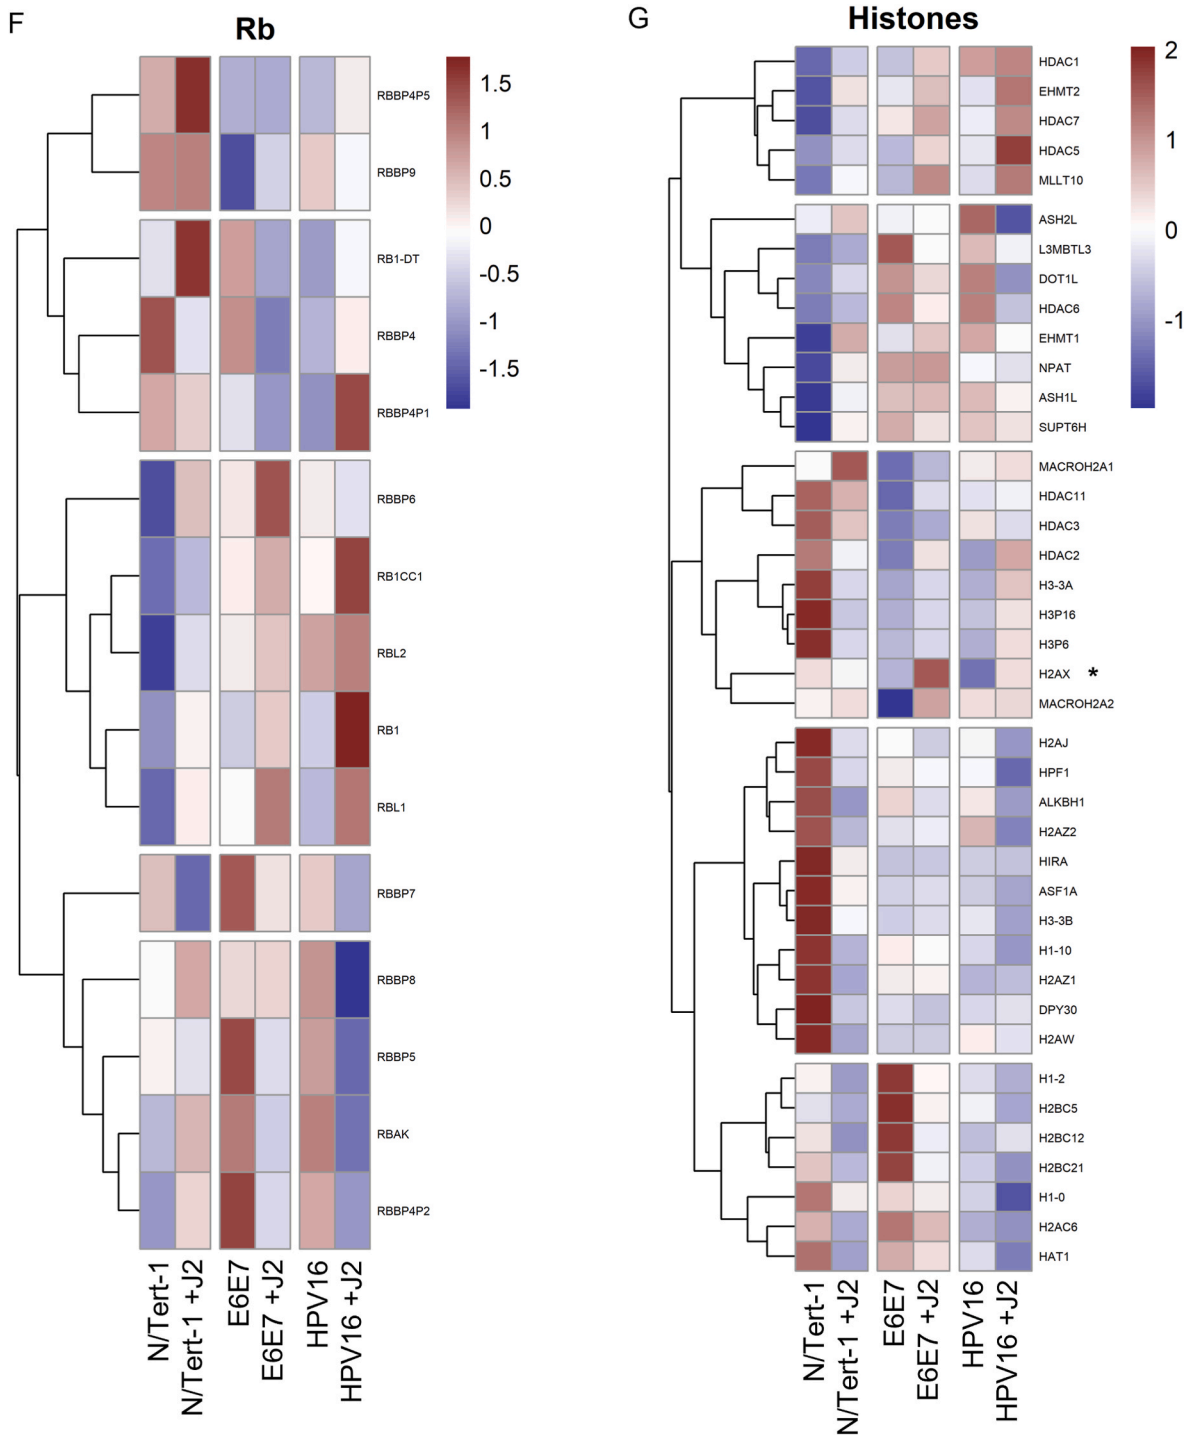 F
Rb
RBBP4P5
RBBP9
RB1-DT
RBBP4
RBBP4P1
RBBP6
RB1CC1
RBL2
RB1
RBL1
RBBP7
RBBP8
RBBP5
RBAK
RBBP4P2
1.5
1
0.5
0
-0.5
-1
-1.5
N/Tert-1
N/Tert-1 +J2
E6E7
E6E7 +J2
HPV16
HPV16 +J2
G
Histones
HDAC1
EHMT2
HDAC7
HDAC5
MLLT10
ASH2L
L3MBTL3
DOT1L
HDAC6
EHMT1
NPAT
ASH1L
SUPT6H
MACROH2A1
HDAC11
HDAC3
HDAC2
H3-3A
H3P16
H3P6
H2AX *
MACROH2A2
H2AJ
HPF1
ALKBH1
H2AZ2
HIRA
ASF1A
H3-3B
H1-10
H2AZ1
DPY30
H2AW
H1-2
H2BC5
H2BC12
H2BC21
H1-0
H2AC6
HAT1
2
1
0
-1
N/Tert-1
N/Tert-1 +J2
E6E7
E6E7 +J2
HPV16
HPV16 +J2